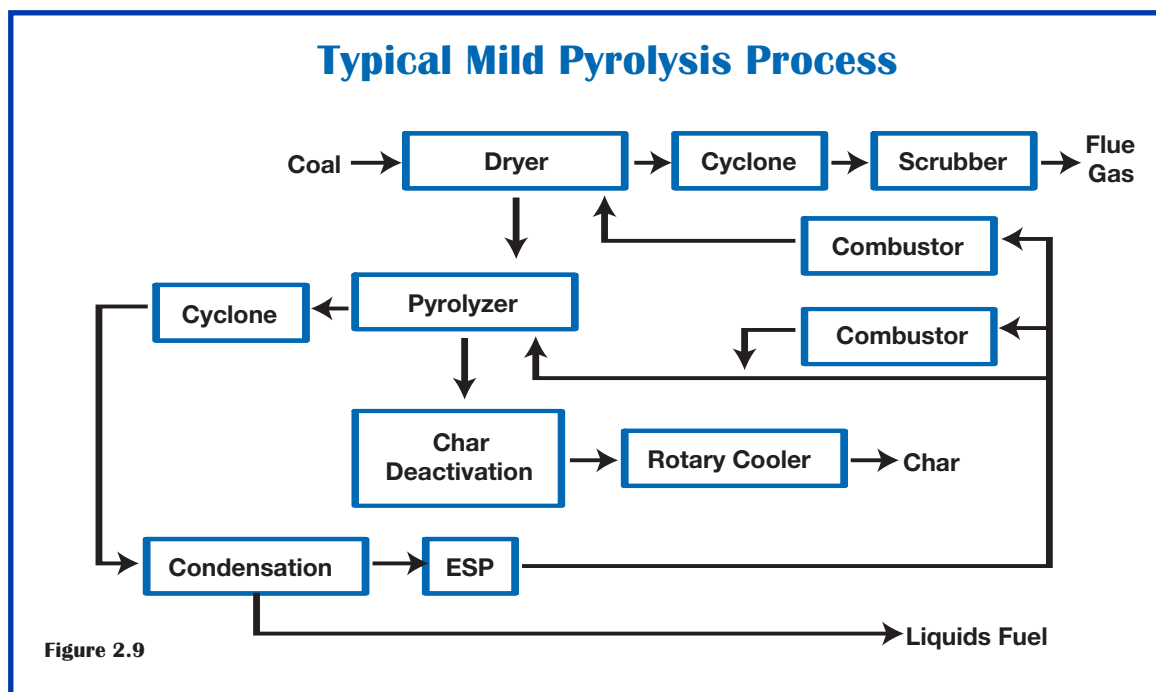 Typical Mild Pyrolysis Process
Coal
Dryer
Cyclone
Scrubber
Flue
Gas
Combustor
Cyclone
Pyrolyzer
Combustor
Char
Deactivation
Rotary Cooler
Char
Condensation
ESP
Liquids Fuel
Figure 2.9